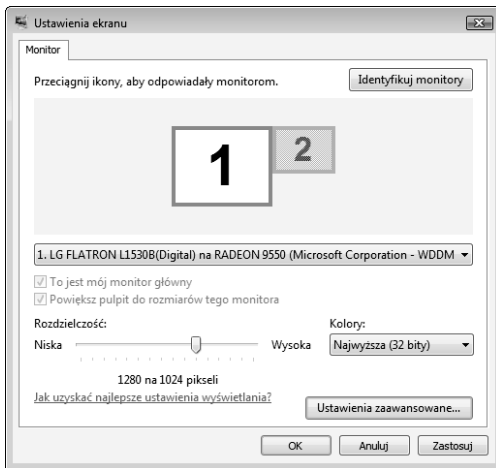 Ustawienia ekranu
Monitor
Przeciągnij ikony, aby odpowiadały monitorom.
Identyfikuj monitory
1
2
1. LG FLATRON L1530B(Digital) na RADEON 9550 (Microsoft Corporation - WDDM
To jest mój monitor główny
Powiększ pulpit do rozmiarów tego monitora
Rozdzielczość:
Kolory:
Niska
Wysoka
Najwyższa (32 bity)
1280 na 1024 pikseli
Jak uzyskać najlepsze ustawienia wyświetlania?
Ustawienia zaawansowane...
OK
Anuluj
Zastosuj